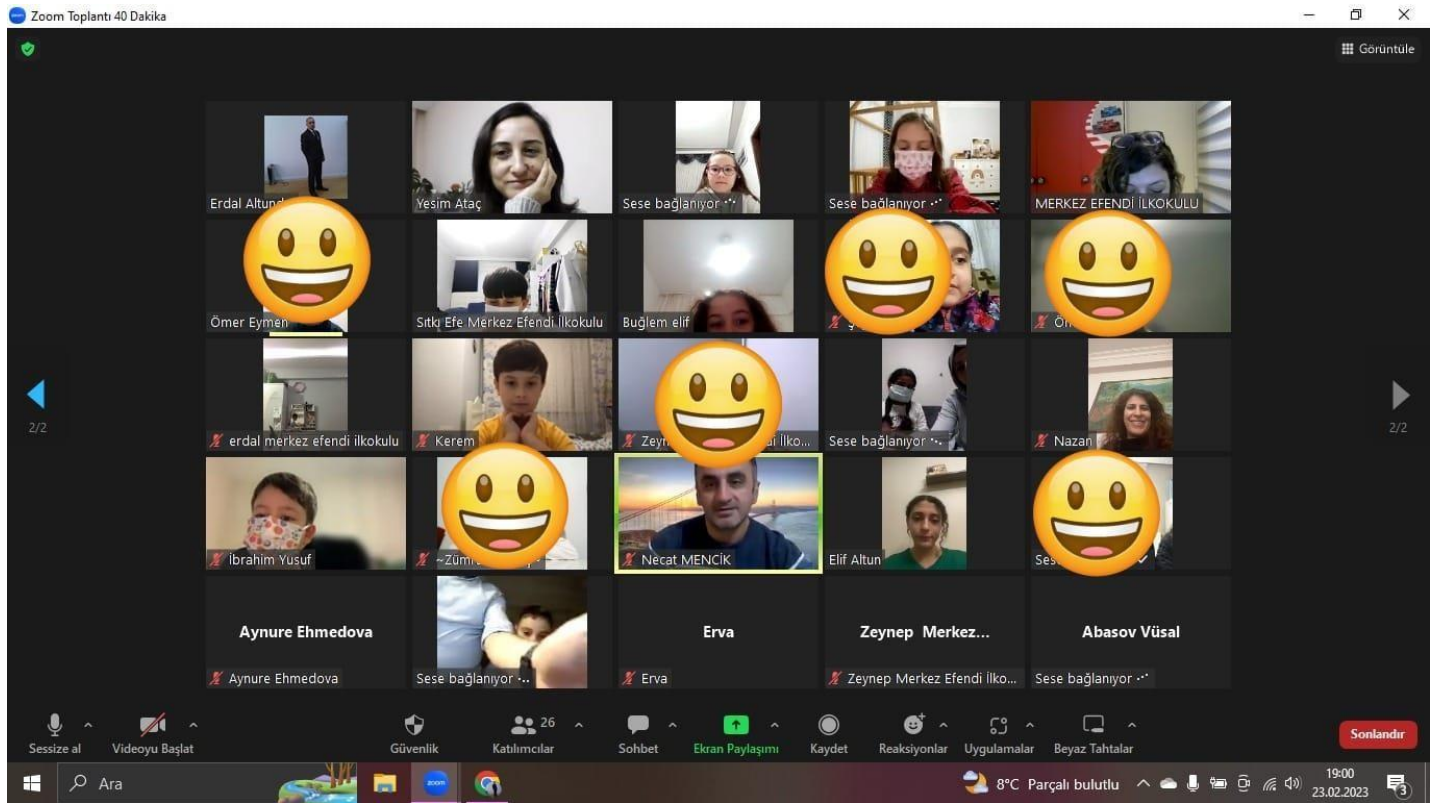 Zoom Toplantı 40 Dakika
Görüntüle
Erdal
Yesim Ataç
Sese bağlanıyor
Sese bağlanıyor
MERKEZ EFENDİ İLKOKULU
Ömer Eymen
Sıtkı Efe Merkez Efendi İlkokulu
Buğlem elif
erdal merkez efendi ilkokulu
Kerem
Sese bağlanıyor
Nazan
2/2
2/2
İbrahim Yusuf
Necat MENCİK
Elif Altun
Aynure Ehmedova
Erva
Zeynep Merkez...
Abasov Vüsal
Aynure Ehmedova
Sese bağlanıyor
Erva
Zeynep Merkez Efendi İlko...
Sese bağlanıyor
26
Sessize al
Videoyu Başlat
Güvenlik
Katılımcılar
Sohbet
Ekran Paylaşımı
Kaydet
Reaksiyonlar
Uygulamalar
Beyaz Tahtalar
Sonlandır
Ara
zoom
8°C Parçalı bulutlu
19:00
23.02.2023
3